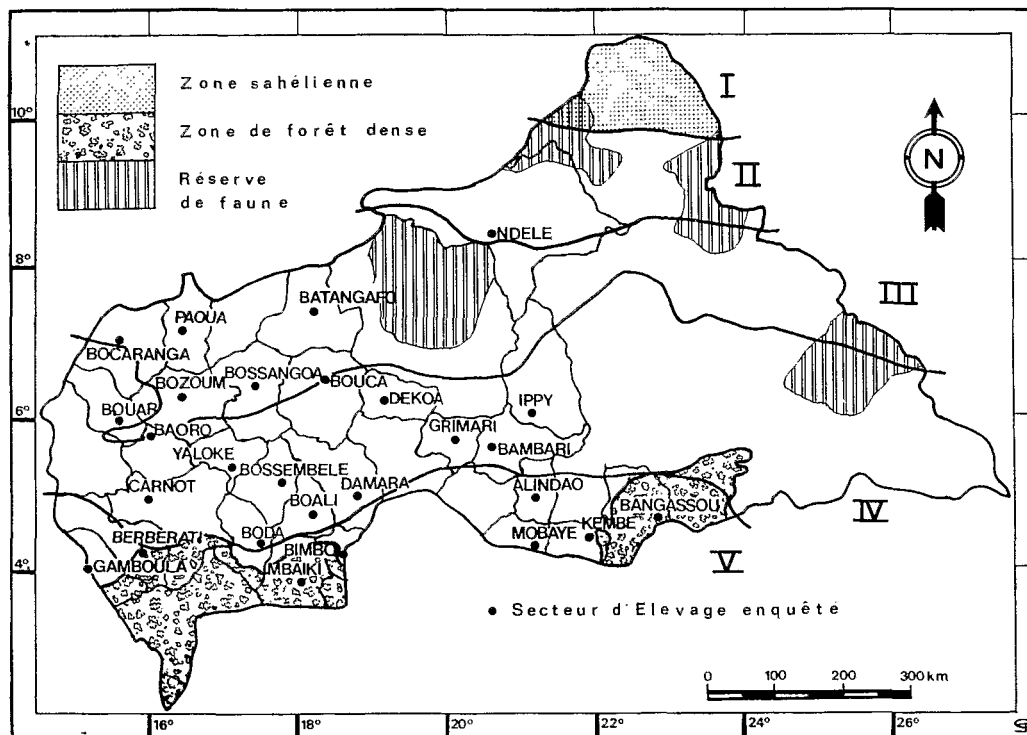 Zone sahélienne
Zone de forêt dense
Réserve
de faune
I
II
III
IV
V
N
10°
8°
6°
4°
NDELE
BATANGAFO
PAOUA
BOCARANGA
BOZOUM
BOSSANGOA
BOUCA
DEKOA
IPPY
BOUAR
BAORO
GRIMARI
BAMBARI
YALOKE
BOSSEMBELE
CARNOT
DAMARA
ALINDAO
BOALI
BANGASSOU
BODA
MOBAYE
KEMBE
BERBERATI
BIMBO
GAMBOULA
MBAIKI
Secteur d'Elevage enquêté
0 100 200 300 km
16° 18° 20° 22° 24° 26°